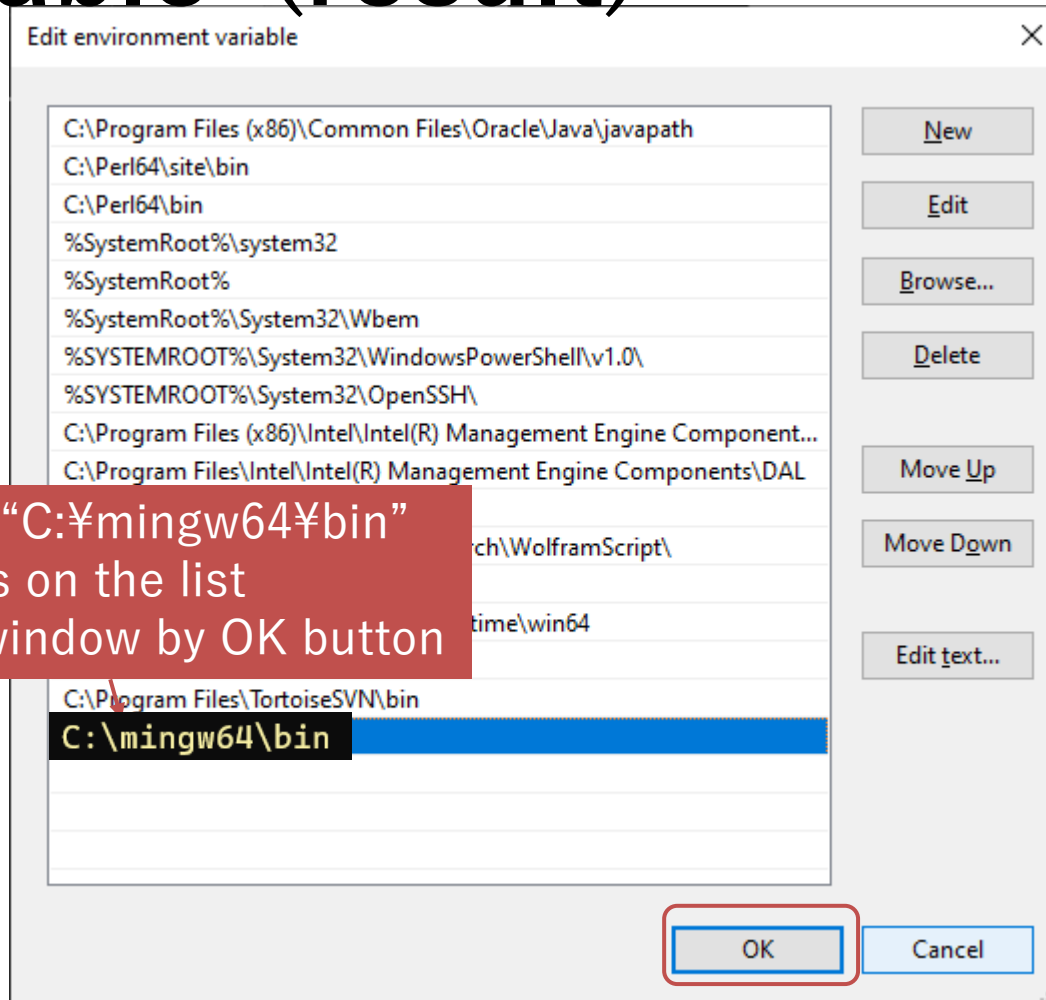 (result)
Edit environment variable
C:\Program Files (x86)\Common Files\Oracle\Java\javapath
New
C:\Perl64\site\bin
C:\Perl64\bin
Edit
%SystemRoot%\system32
%SystemRoot%
Browse...
%SystemRoot%\System32\Wbem
%SYSTEMROOT%\System32\WindowsPowerShell\v1.0\
Delete
%SYSTEMROOT%\System32\OpenSSH\
C:\Program Files (x86)\Intel\Intel(R) Management Engine Component...
C:\Program Files\Intel\Intel(R) Management Engine Components\DAL
Move Up
“C:¥mingw64¥bin”
s on the list
window by OK button
rch\WolframScript\
Move Down
time\win64
Edit text...
C:\Program Files\TortoiseSVN\bin
C:\mingw64\bin
OK
Cancel